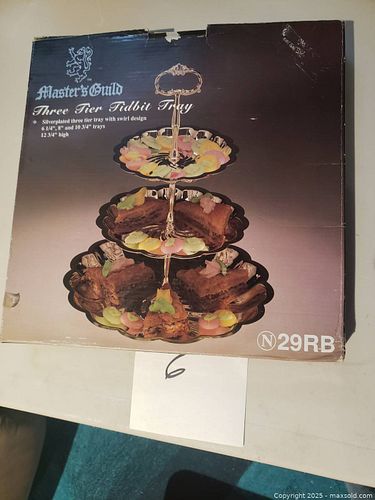 Master's Guild
Three Tier Tidbit Tray
Silverplated three tier tray with swirl design
6 1/4", 8" and 10 3/4" trays
12 3/4" high
N 29RB
6
Copyright 2025 - maxsold.com